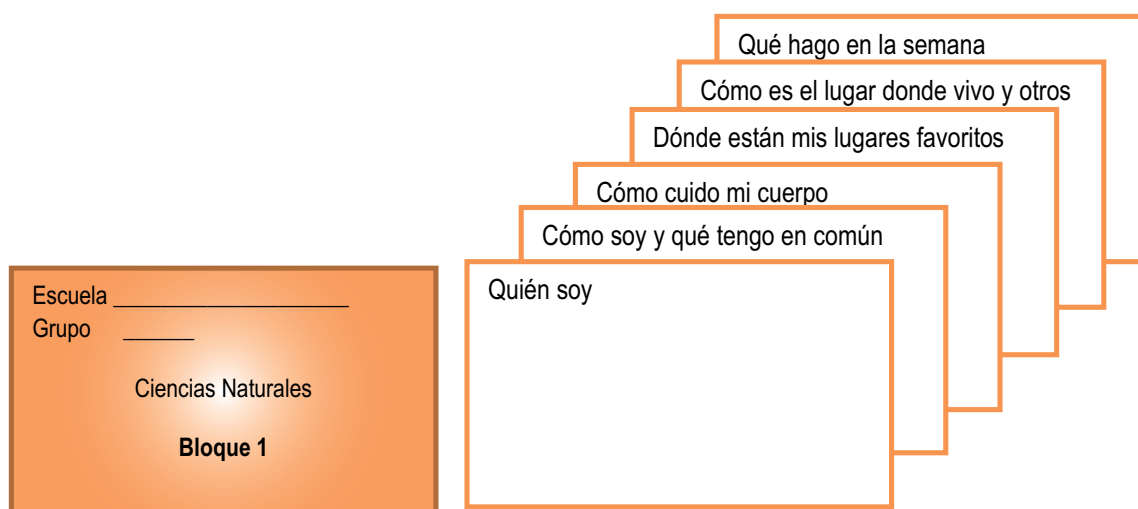 Qué hago en la semana
Cómo es el lugar donde vivo y otros
Dónde están mis lugares favoritos
Cómo cuido mi cuerpo
Cómo soy y qué tengo en común
Quién soy
Escuela ____________________
Grupo ______
Ciencias Naturales
Bloque 1